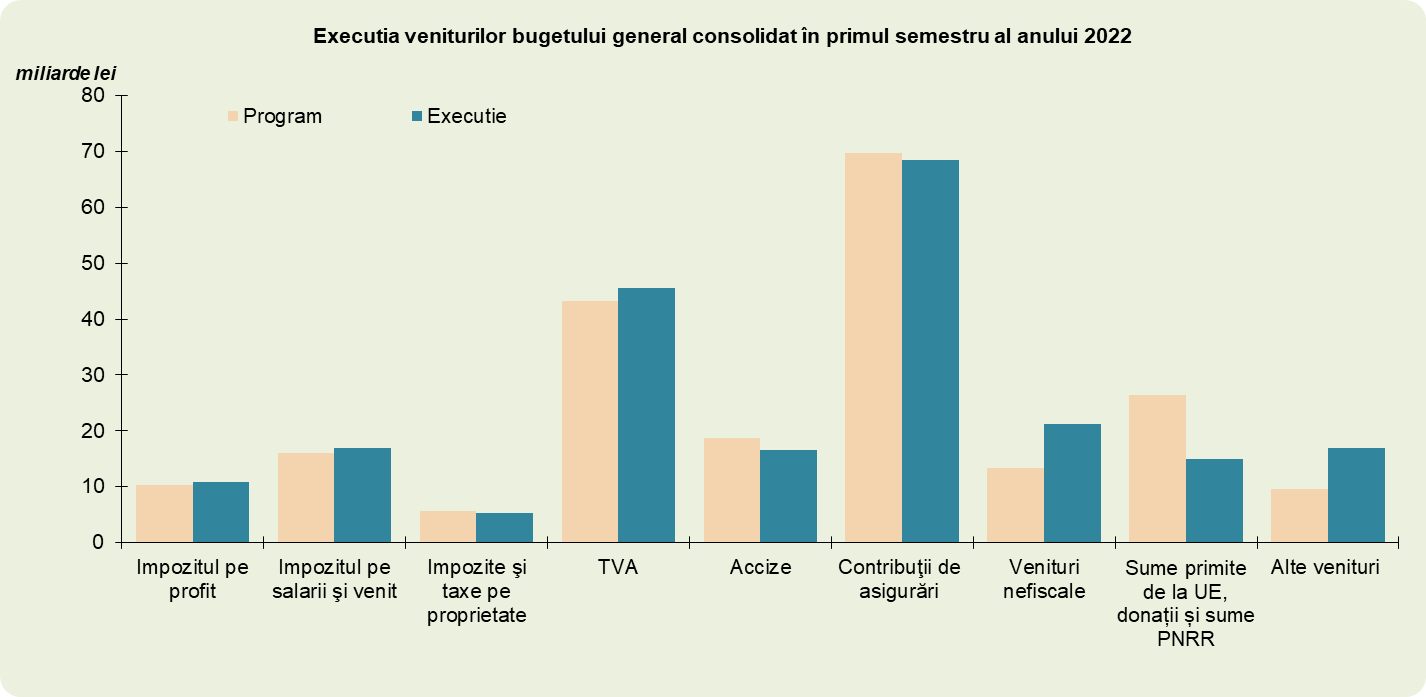 Executia veniturilor bugetului general consolidat în primul semestru al anului 2022
miliarde lei
80
70
60
50
40
30
20
10
0
Program
Executie
Impozitul pe
profit
Impozitul pe
salarii şi venit
Impozite şi
taxe pe
proprietate
TVA
Accize
Contribuţii de
asigurări
Venituri
nefiscale
Sume primite
de la UE,
donații și sume
PNRR
Alte venituri